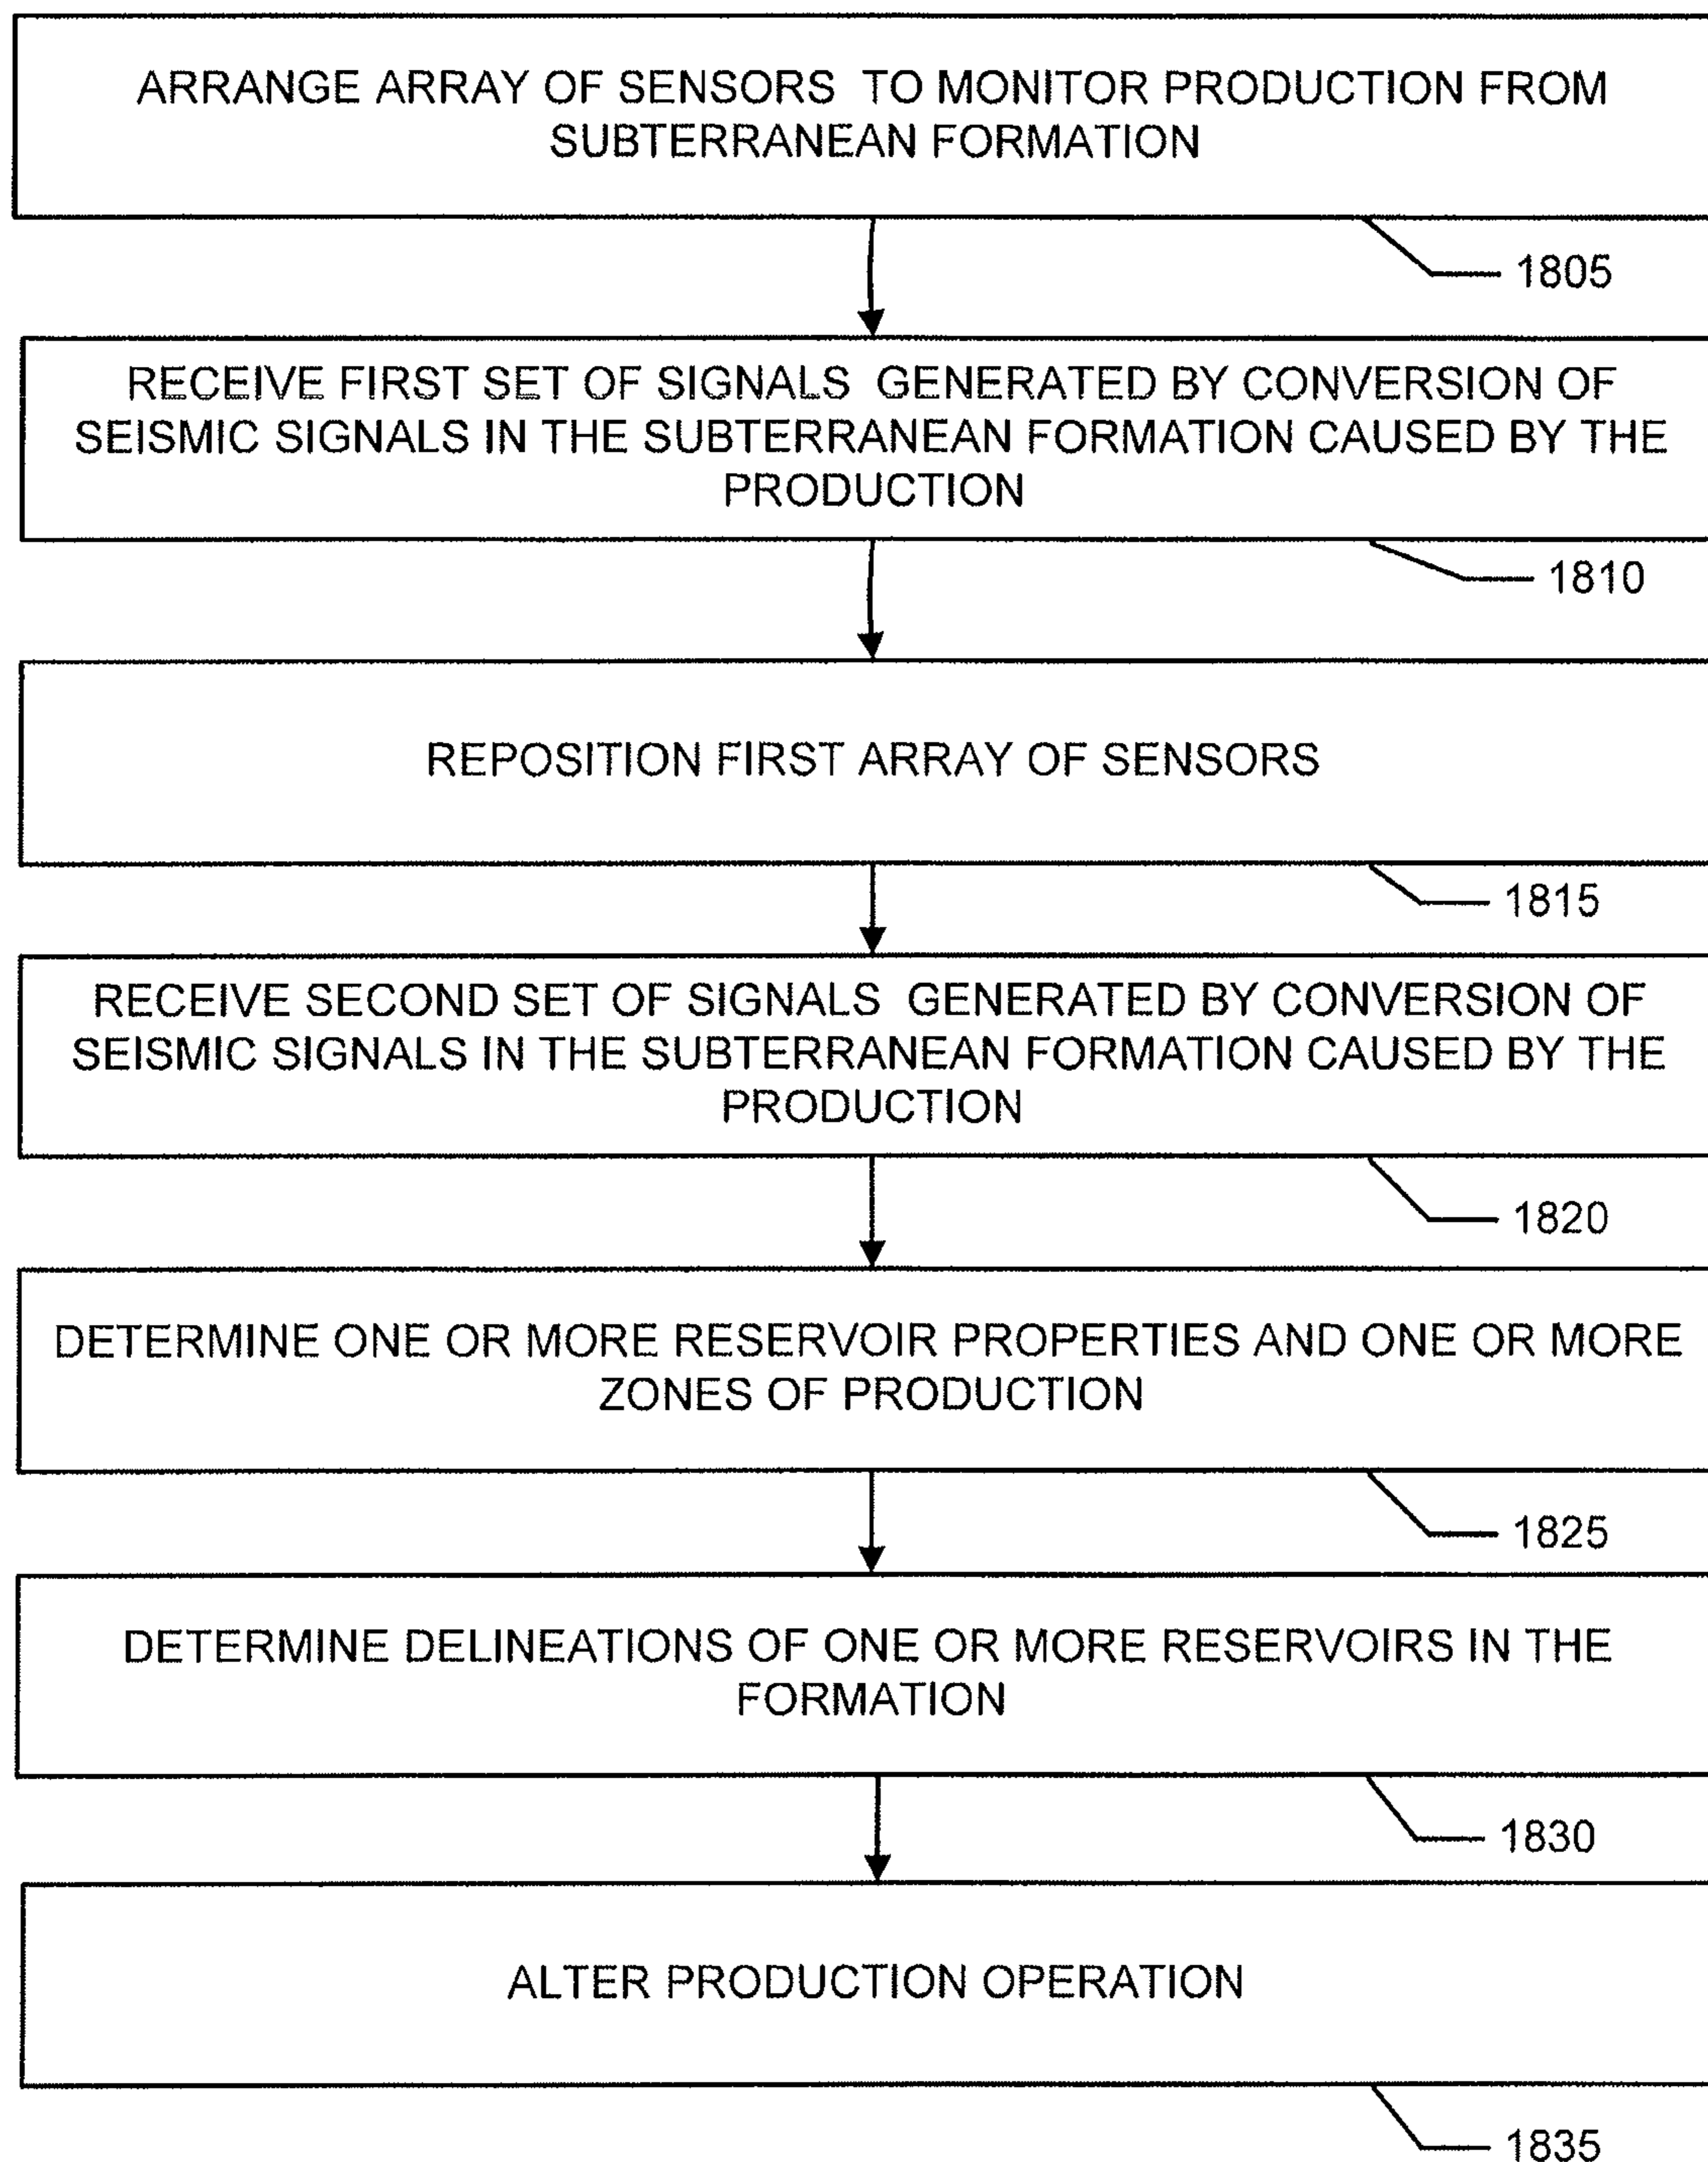 ARRANGE ARRAY OF SENSORS TO MONITOR PRODUCTION FROM
SUBTERRANEAN FORMATION
1805
RECEIVE FIRST SET OF SIGNALS GENERATED BY CONVERSION OF
SEISMIC SIGNALS IN THE SUBTERRANEAN FORMATION CAUSED BY THE
PRODUCTION
1810
REPOSITION FIRST ARRAY OF SENSORS
1815
RECEIVE SECOND SET OF SIGNALS GENERATED BY CONVERSION OF
SEISMIC SIGNALS IN THE SUBTERRANEAN FORMATION CAUSED BY THE
PRODUCTION
1820
DETERMINE ONE OR MORE RESERVOIR PROPERTIES AND ONE OR MORE
ZONES OF PRODUCTION
1825
DETERMINE DELINEATIONS OF ONE OR MORE RESERVOIRS IN THE
FORMATION
1830
ALTER PRODUCTION OPERATION
1835